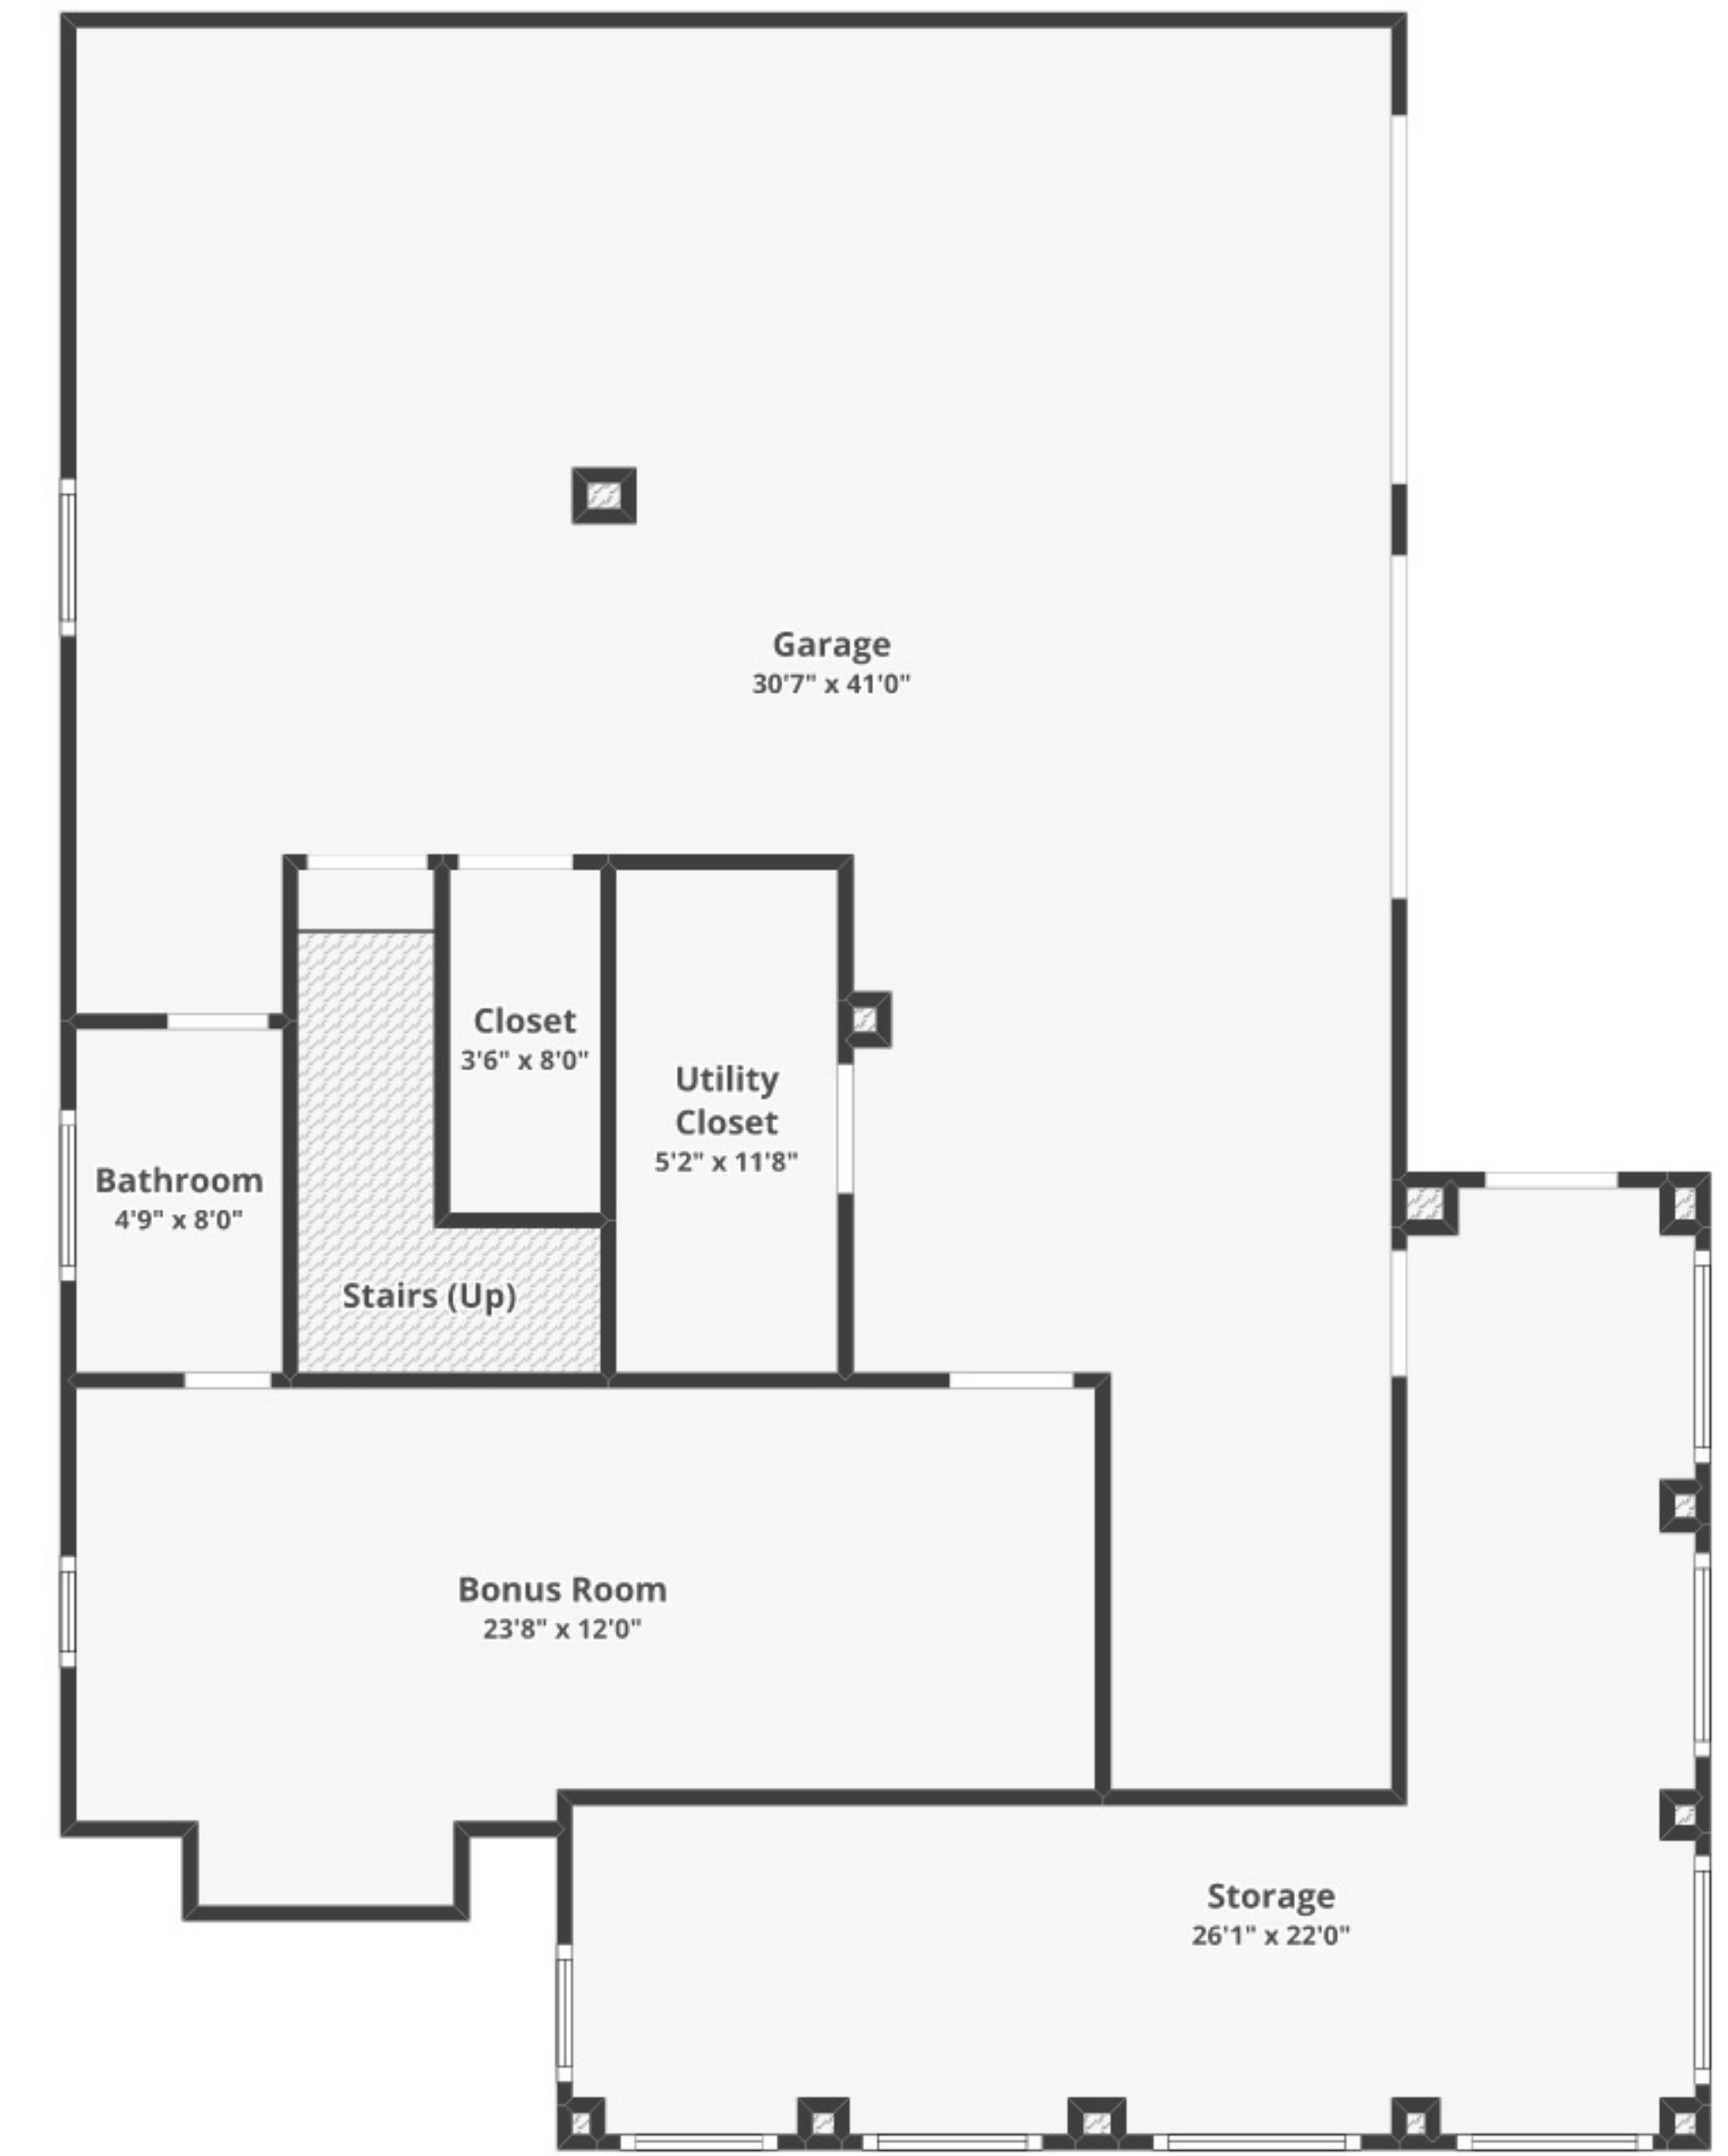 Garage
30'7" x 41'0"
Closet
3'6" x 8'0"
Utility
Closet
5'2" x 11'8"
Bathroom
4'9" x 8'0"
Stairs (Up)
Bonus Room
23'8" x 12'0"
Storage
26'1" x 22'0"